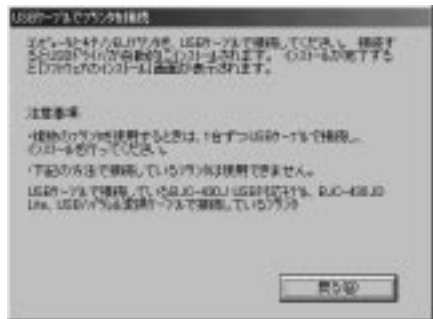 USBケーブルでプリンタを接続
コンピュータとキヤノンBJプリンタを、USBケーブルで接続してください。接続す
るとUSBドライバが自動的にインストールされます。インストールが完了する
と[ソフトウェアのインストール]画面が表示されます。
注意事項
・複数のプリンタを使用するときは、1台ずつUSBケーブルで接続し、
インストールを行ってください。
・下記の方法で接続しているプリンタは使用できません。
USBケーブルで接続しているBJC-430J USB対応モデル、BJC-430JD
Lite、USB/パラレル変換ケーブルで接続しているプリンタ
戻る(B)